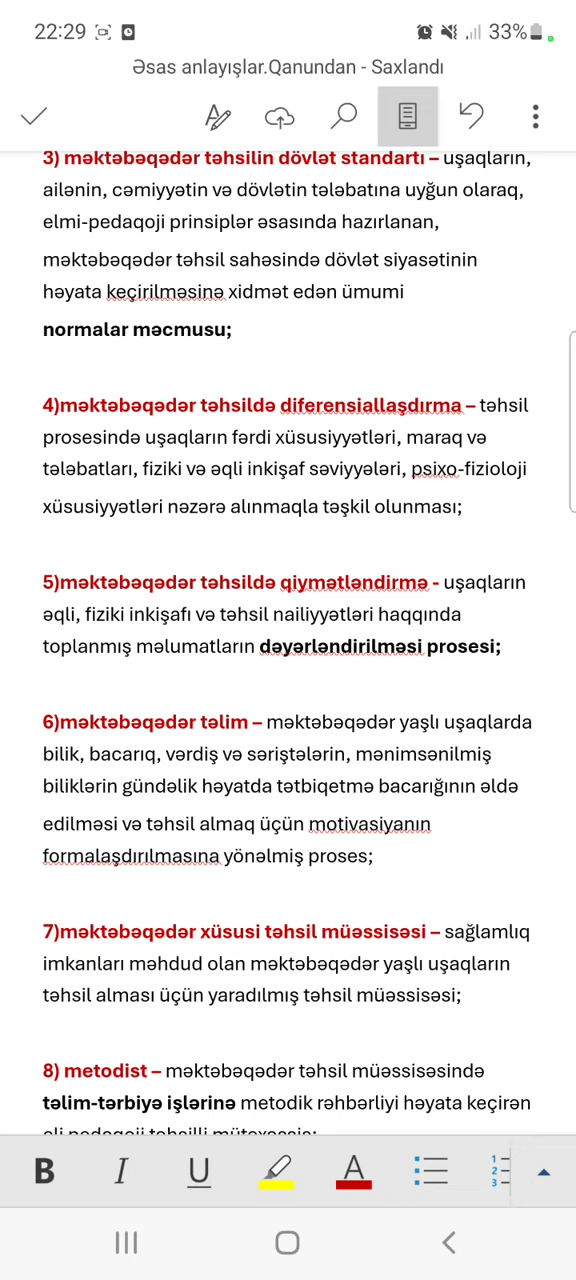 22:29
33%
Əsas anlayışlar.Qanundan - Saxlandı
3) məktəbəqədər təhsilin dövlət standartı – uşaqların,
ailənin, cəmiyyətin və dövlətin tələbatına uyğun olaraq,
elmi-pedaqoji prinsiplər əsasında hazırlanan,
məktəbəqədər təhsil sahəsində dövlət siyasətinin
həyata keçirilməsinə xidmət edən ümumi
normalar məcmusu;
4)məktəbəqədər təhsildə diferensiallaşdırma – təhsil
prosesində uşaqların fərdi xüsusiyyətləri, maraq və
tələbatları, fiziki və əqli inkişaf səviyyələri, psixo-fizioloji
xüsusiyyətləri nəzərə alınmaqla təşkil olunması;
5)məktəbəqədər təhsildə qiymətləndirmə - uşaqların
əqli, fiziki inkişafı və təhsil nailiyyətləri haqqında
toplanmış məlumatların dəyərləndirilməsi prosesi;
6)məktəbəqədər təlim – məktəbəqədər yaşlı uşaqlarda
bilik, bacarıq, vərdiş və səriştələrin, mənimsənilmiş
biliklərin gündəlik həyatda tətbiqetmə bacarığının əldə
edilməsi və təhsil almaq üçün motivasiyanın
formalaşdırılmasına yönəlmiş proses;
7)məktəbəqədər xüsusi təhsil müəssisəsi – sağlamlıq
imkanları məhdud olan məktəbəqədər yaşlı uşaqların
təhsil alması üçün yaradılmış təhsil müəssisəsi;
8) metodist – məktəbəqədər təhsil müəssisəsində
təlim-tərbiyə işlərinə metodik rəhbərliyi həyata keçirən
ali pedaqoji təhsilli mütəxəssis;
B I U A 1 2 3